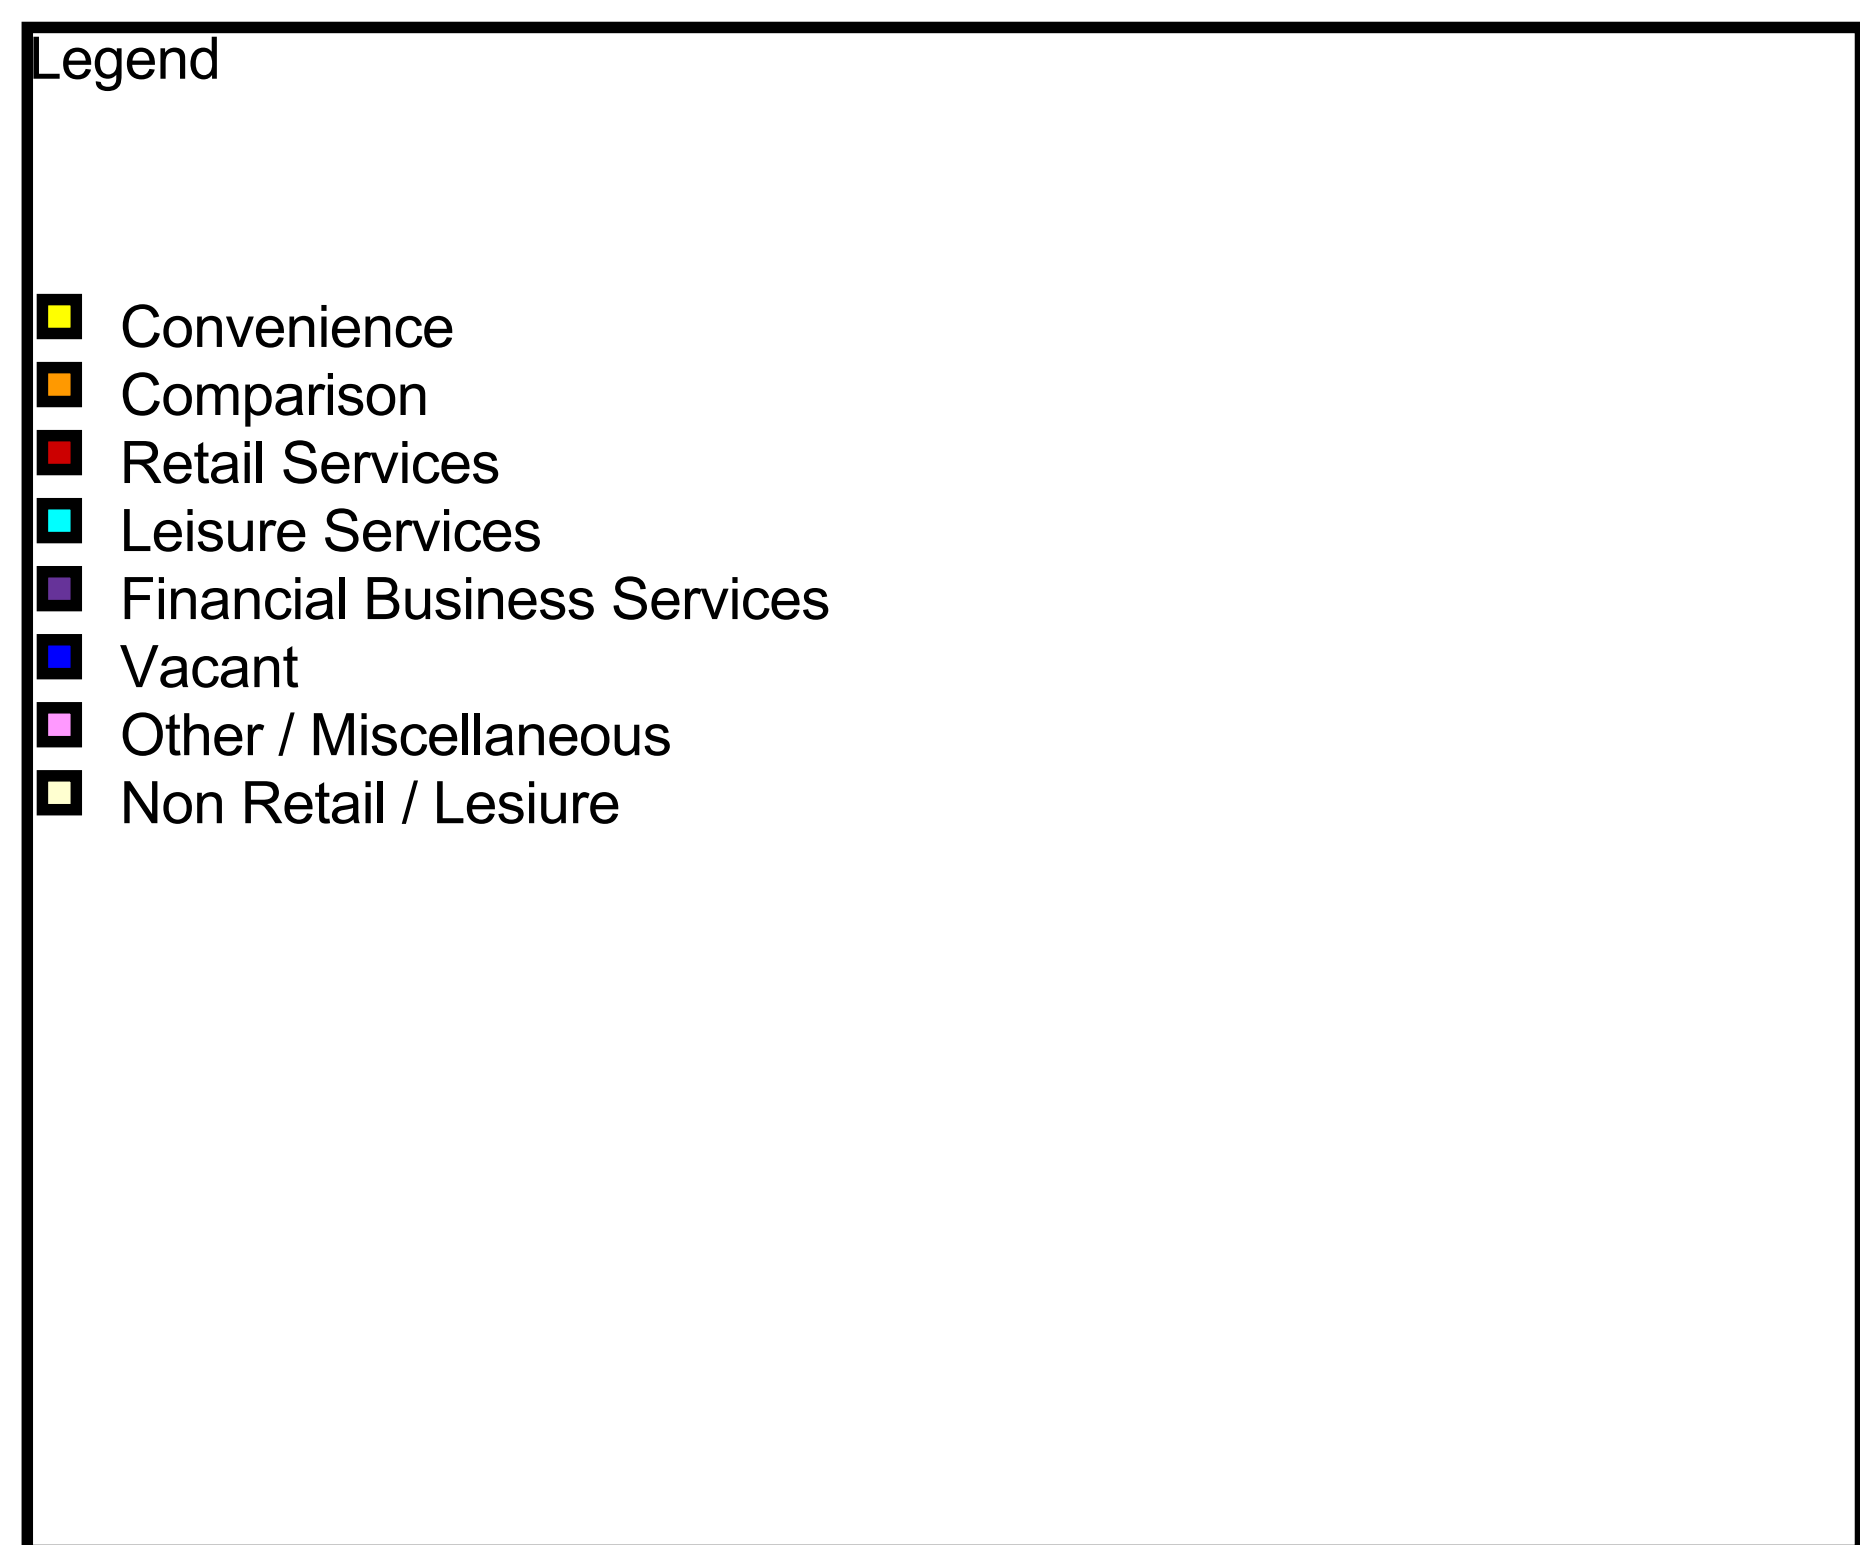 Legend
Convenience
Comparison
Retail Services
Leisure Services
Financial Business Services
Vacant
Other / Miscellaneous
Non Retail / Lesiure